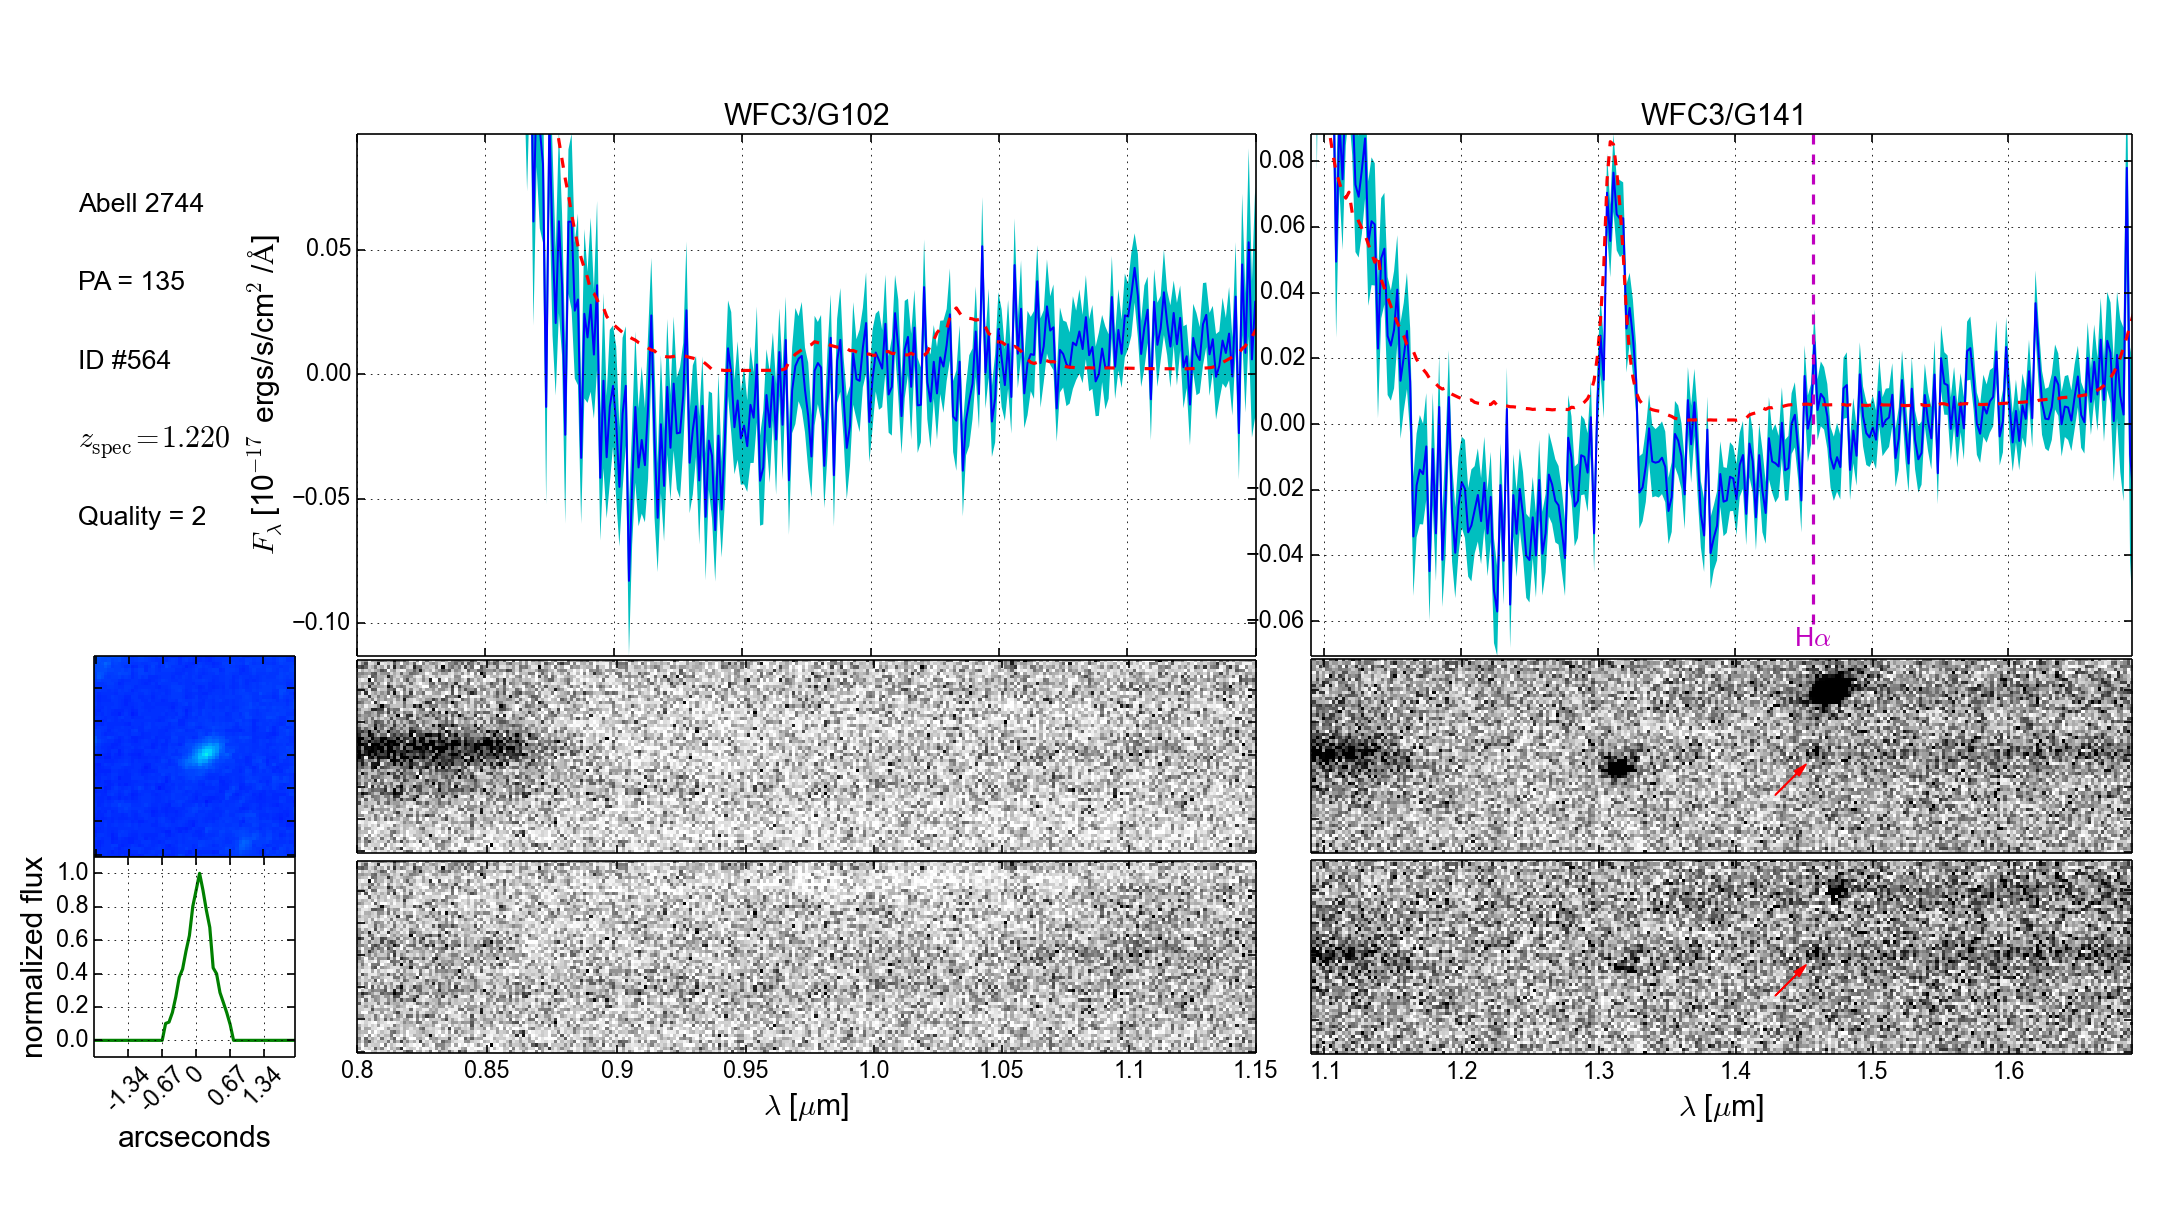 WFC3/G102
WFC3/G141
Abell 2744
PA = 135
ID #564
z_spec = 1.220
Quality = 2
F_λ [10^−17 ergs/s/cm^2/Å]
0.05
0.00
−0.05
−0.10
0.08
0.06
0.04
0.02
0.00
−0.02
−0.04
−0.06
Hα
normalized flux
1.0
0.8
0.6
0.4
0.2
0.0
-1.34 -0.67 0 0.67 1.34
arcseconds
0.8 0.85 0.9 0.95 1.0 1.05 1.1 1.15
λ [μm]
1.1 1.2 1.3 1.4 1.5 1.6
λ [μm]